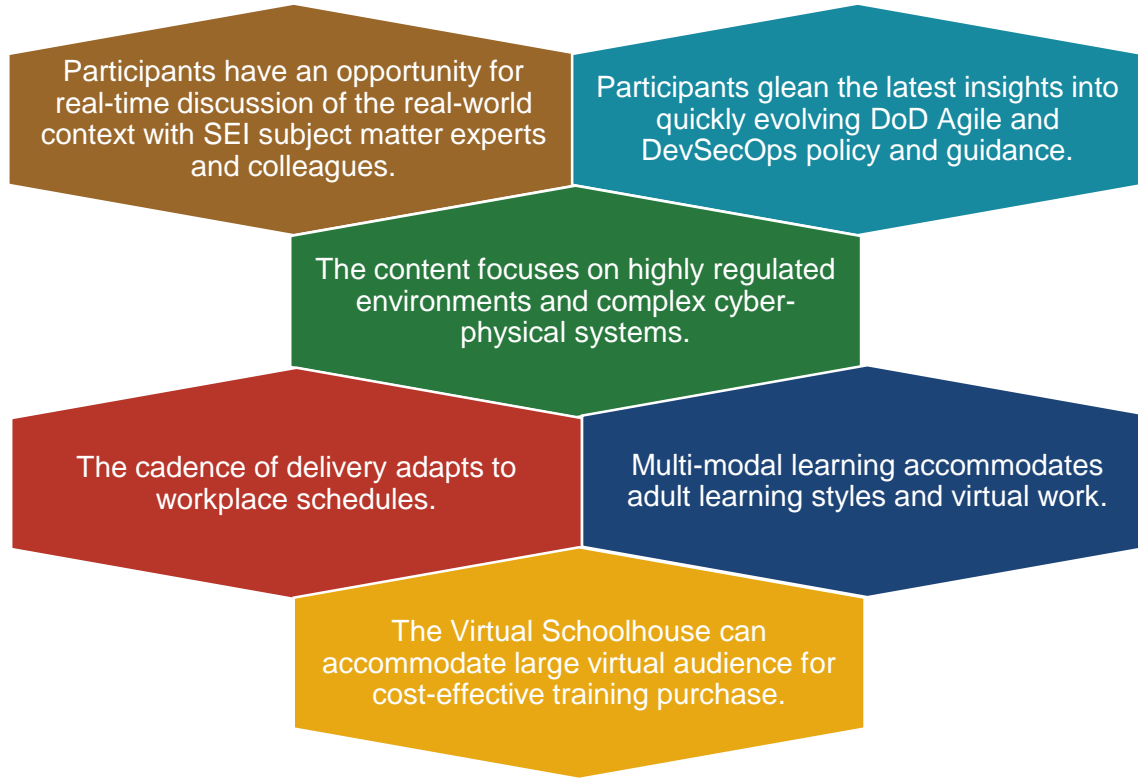 Participants have an opportunity for
real-time discussion of the real-world
context with SEI subject matter experts
and colleagues.
Participants glean the latest insights into
quickly evolving DoD Agile and
DevSecOps policy and guidance.
The content focuses on highly regulated
environments and complex cyber-
physical systems.
The cadence of delivery adapts to
workplace schedules.
Multi-modal learning accommodates
adult learning styles and virtual work.
The Virtual Schoolhouse can
accommodate large virtual audience for
cost-effective training purchase.